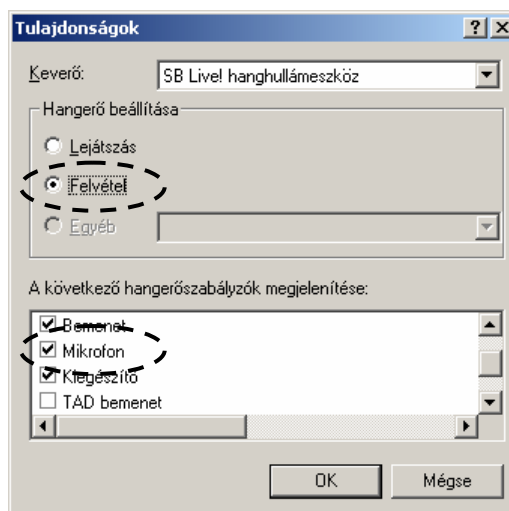 Tulajdonságok
Keverő: SB Live! hanghullámeszköz
Hangerő beállítása
Lejátszás
Felvétel
Egyéb
A következő hangerőszabályzók megjelenítése:
Bemenet
Mikrofon
Kiegészítő
TAD bemenet
OK Mégse